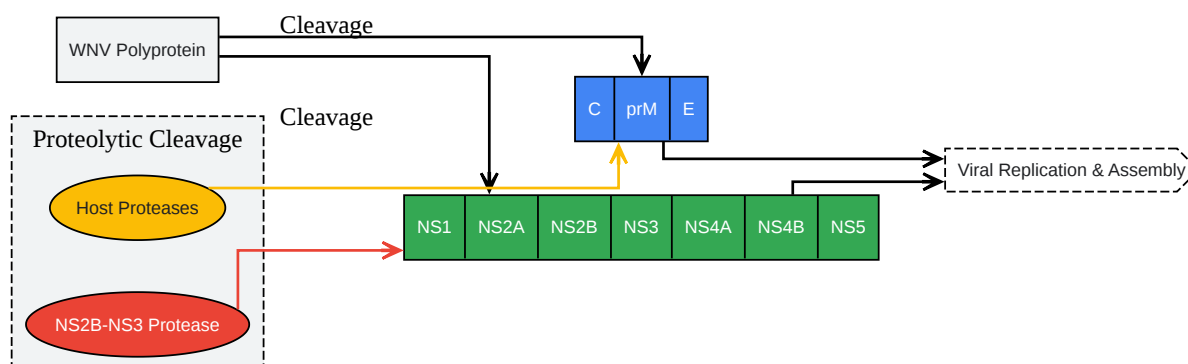 Cleavage
WNV Polyprotein
C prM E
Cleavage
Proteolytic Cleavage
Viral Replication & Assembly
Host Proteases
NS1 NS2A NS2B NS3 NS4A NS4B NS5
NS2B-NS3 Protease